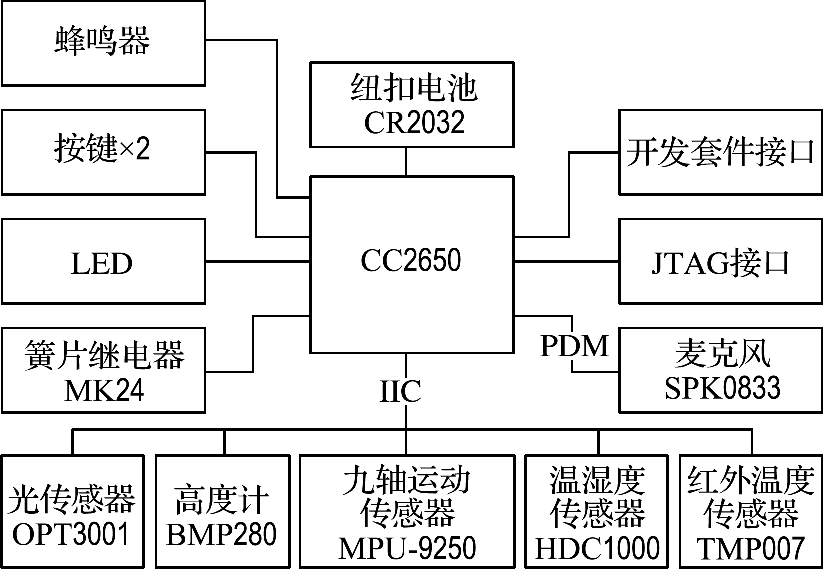 蜂鸣器
纽扣电池
CR2032
按键×2
开发套件接口
LED
CC2650
JTAG接口
簧片继电器
MK24
PDM
麦克风
SPK0833
IIC
光传感器
OPT3001
高度计
BMP280
九轴运动
传感器
MPU-9250
温湿度
传感器
HDC1000
红外温度
传感器
TMP007